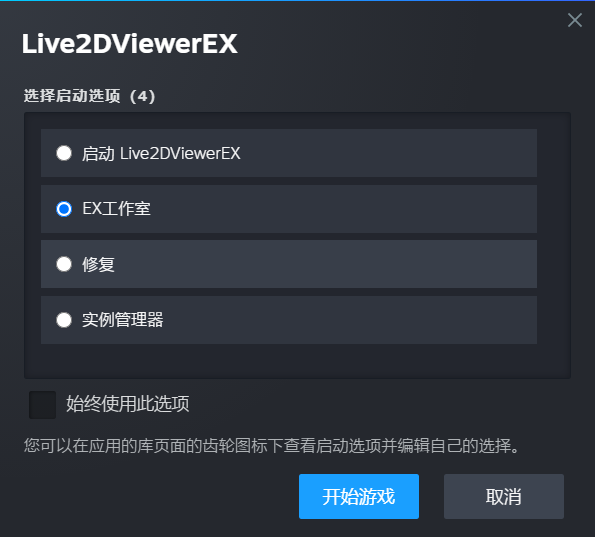 Live2DViewerEX
选择启动选项（4）
启动 Live2DViewerEX
EX工作室
修复
实例管理器
始终使用此选项
您可以在应用的库页面的齿轮图标下查看启动选项并编辑自己的选择。
开始游戏 取消